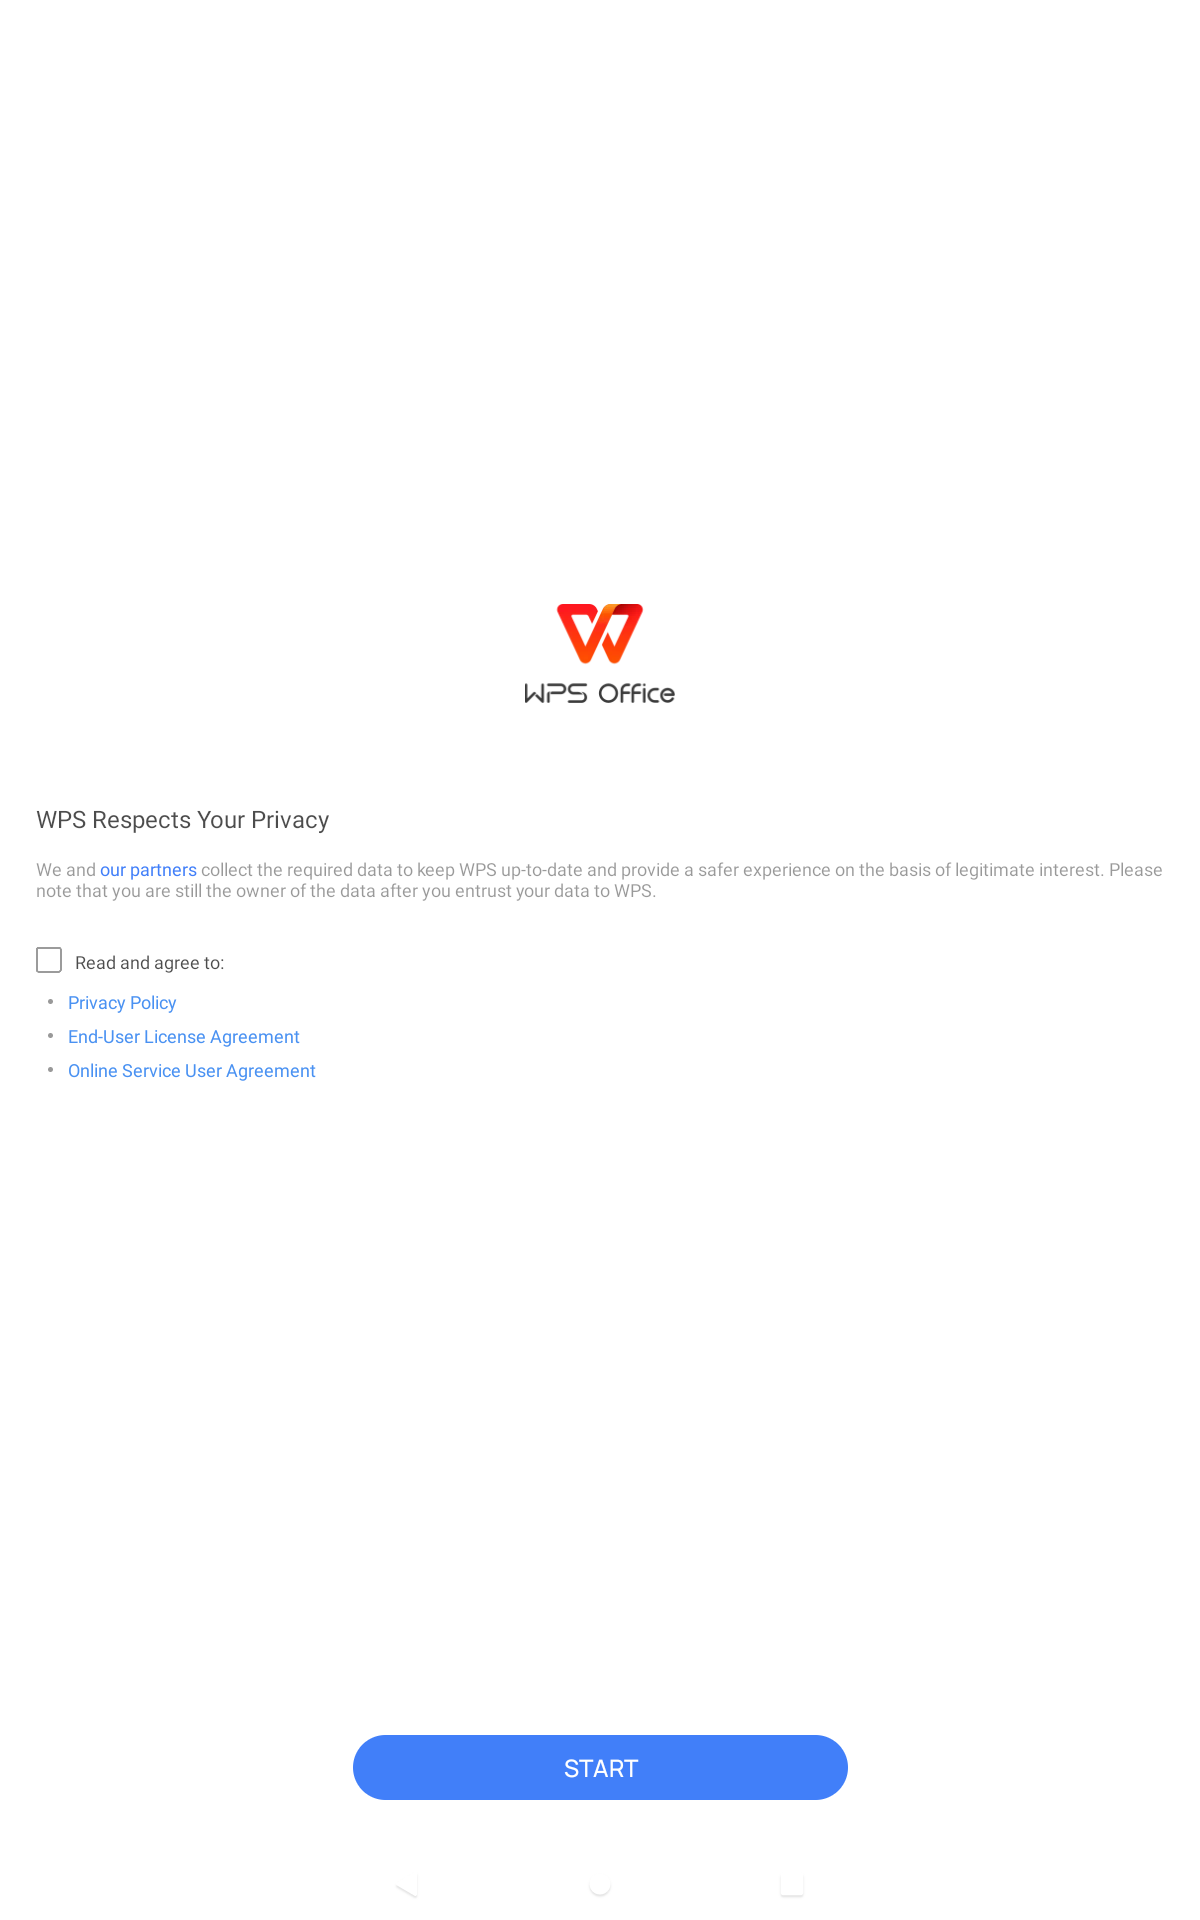 WPS Office
WPS Respects Your Privacy
We and our partners collect the required data to keep WPS up-to-date and provide a safer experience on the basis of legitimate interest. Please
note that you are still the owner of the data after you entrust your data to WPS.
Read and agree to:
• Privacy Policy
• End-User License Agreement
• Online Service User Agreement
START